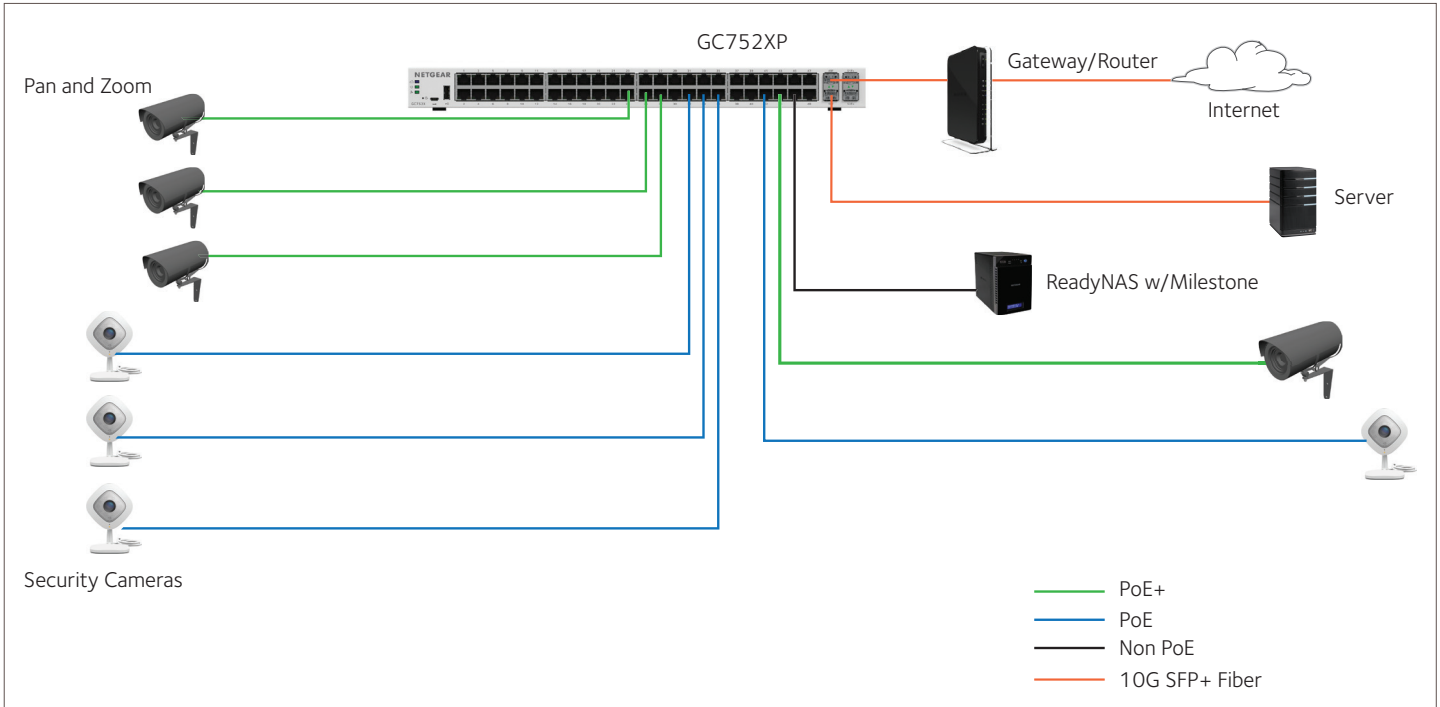 GC752XP
Pan and Zoom
NETGEAR
Gateway/Router
Internet
Server
ReadyNAS w/Milestone
Security Cameras
PoE+
PoE
Non PoE
10G SFP+ Fiber